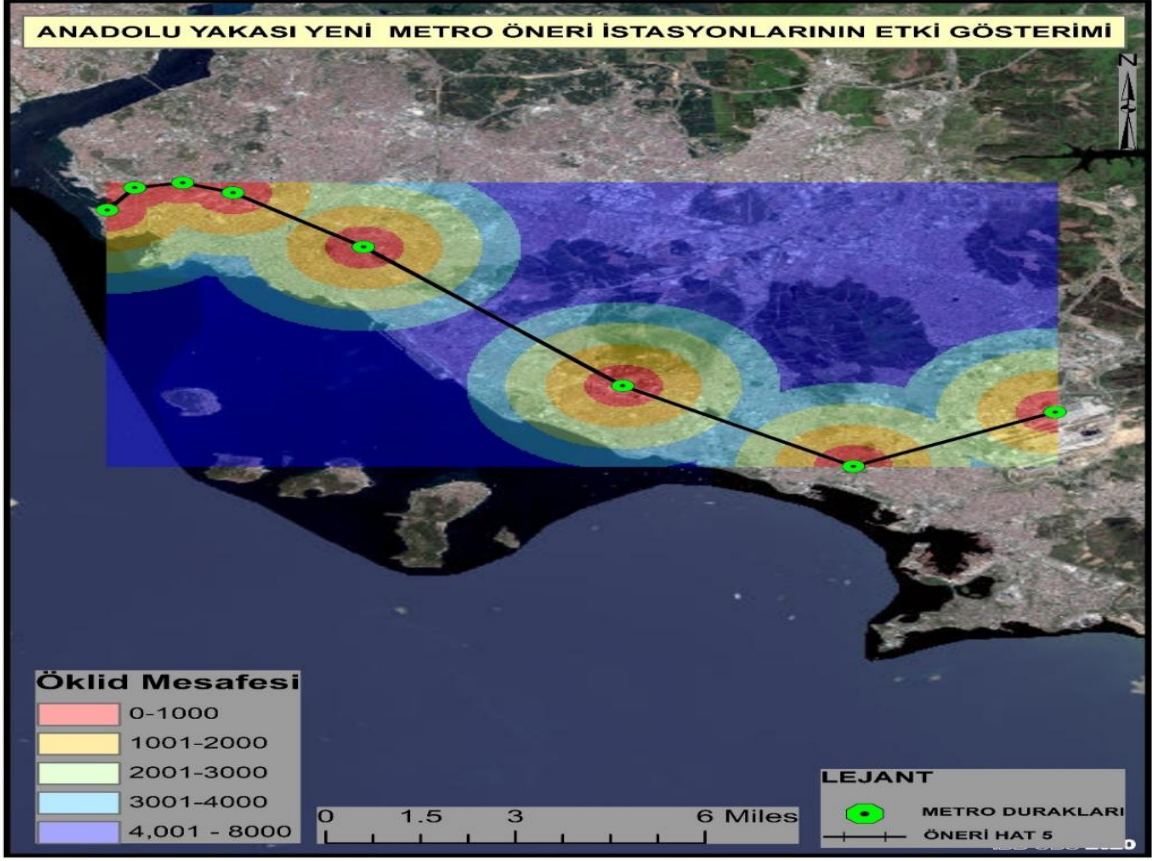 ANADOLU YAKASI YENİ METRO ÖNERİ İSTASYONLARININ ETKİ GÖSTERİMİ
N
Öklid Mesafesi
0-1000
1001-2000
2001-3000
3001-4000
4,001 - 8000
0 1.5 3 6 Miles
LEJANT
METRO DURAKLARI
ÖNERİ HAT 5